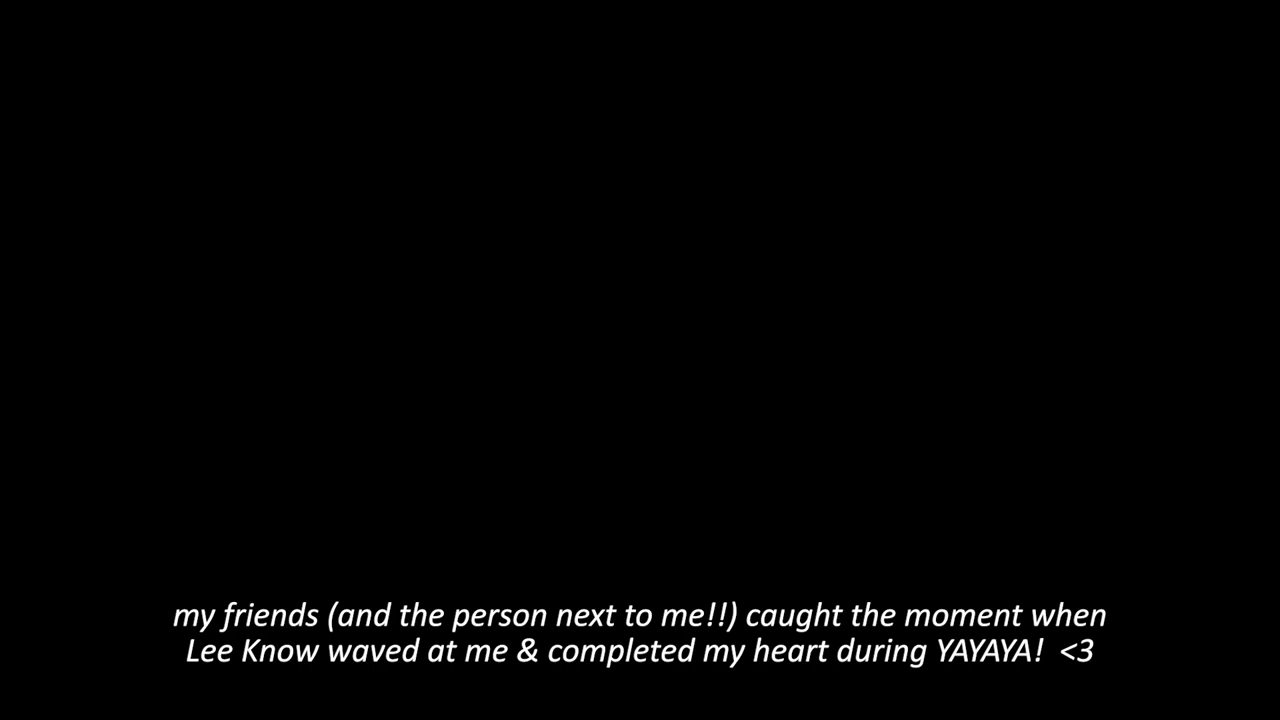 my friends (and the person next to me!!) caught the moment when
Lee Know waved at me & completed my heart during YAYAYA!  <3